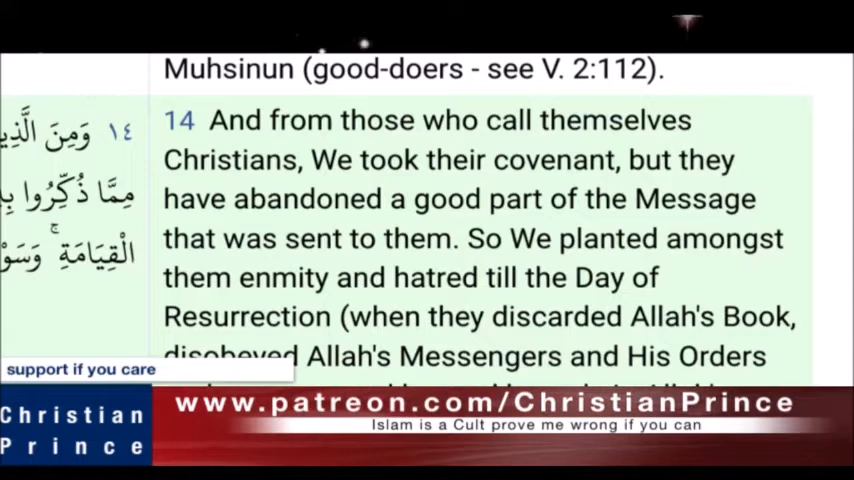 Muhsinun (good-doers - see V. 2:112).
١٤ وَمِنَ
مِمَّا ذُكِّرُوا
الْقِيَامَةِ ۚ
14 And from those who call themselves
Christians, We took their covenant, but they
have abandoned a good part of the Message
that was sent to them. So We planted amongst
them enmity and hatred till the Day of
Resurrection (when they discarded Allah's Book,
disobeyed Allah's Messengers and His Orders
support if you care
Christian
Prince
www.patreon.com/ChristianPrince
Islam is a Cult prove me wrong if you can